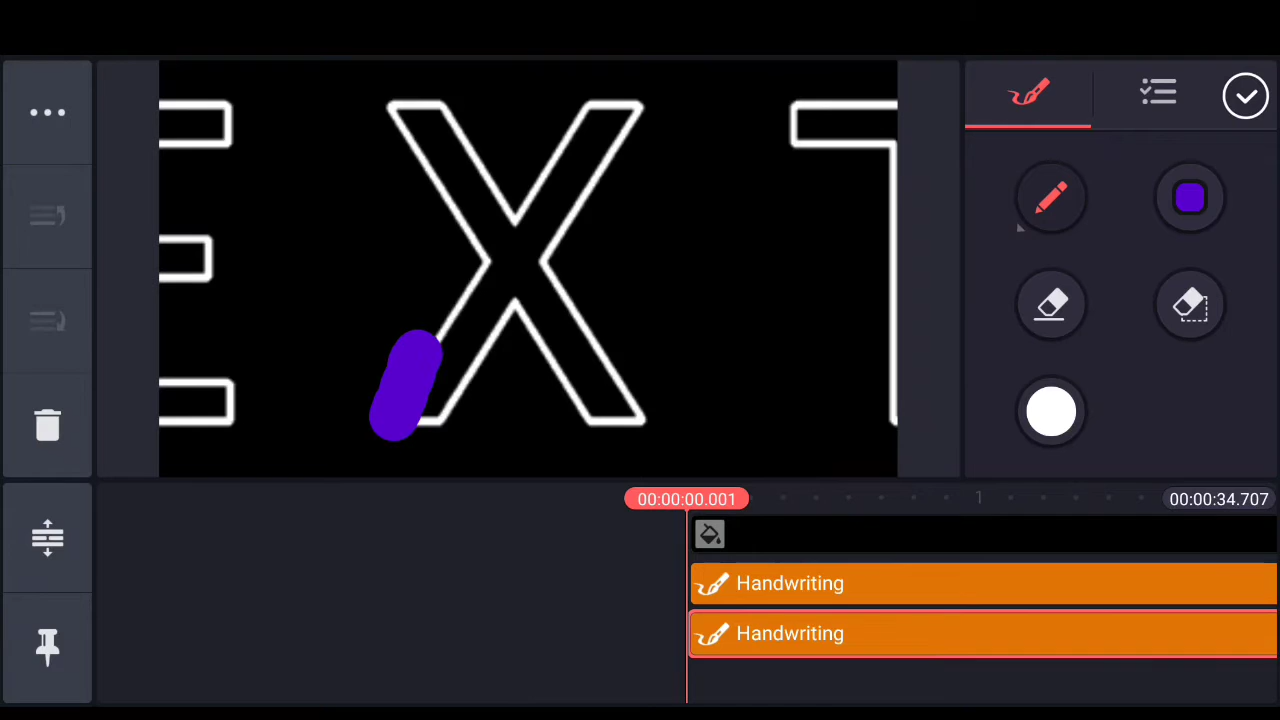 E X T
00:00:00.001
1
00:00:34.707
Handwriting
Handwriting